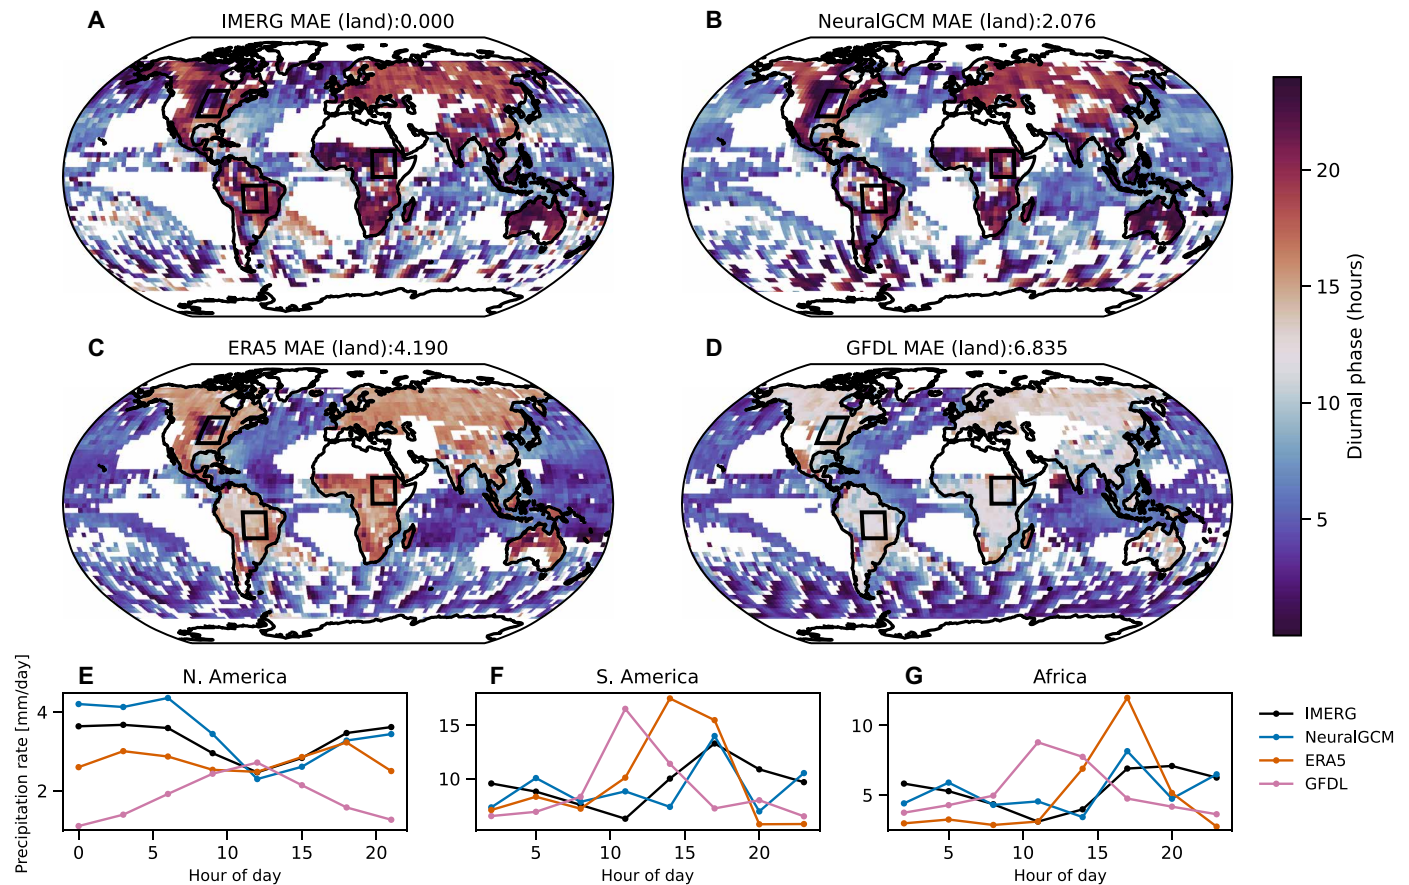 A IMERG MAE (land):0.000
B NeuralGCM MAE (land):2.076
C ERA5 MAE (land):4.190
D GFDL MAE (land):6.835
20
15
10
5
Diurnal phase (hours)
E N. America
Precipitation rate [mm/day]
4
2
0 5 10 15 20
Hour of day
F S. America
15
10
5 10 15 20
Hour of day
G Africa
10
5
5 10 15 20
Hour of day
IMERG
NeuralGCM
ERA5
GFDL